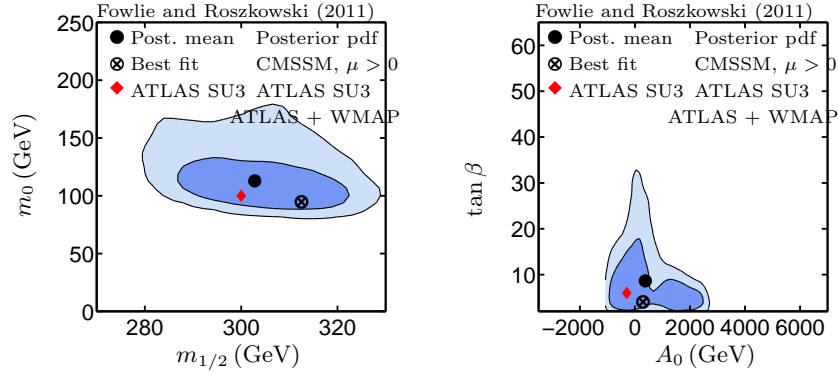 Fowlie and Roszkowski (2011)
Post. mean Posterior pdf
Best fit CMSSM, μ > 0
ATLAS SU3 ATLAS SU3
ATLAS + WMAP
250
200
150
100
50
0
m₀ (GeV)
280 300 320
m₁/₂ (GeV)
Fowlie and Roszkowski (2011)
Post. mean Posterior pdf
Best fit CMSSM, μ > 0
ATLAS SU3 ATLAS SU3
ATLAS + WMAP
60
50
40
30
20
10
tan β
−2000 0 2000 4000 6000
A₀ (GeV)